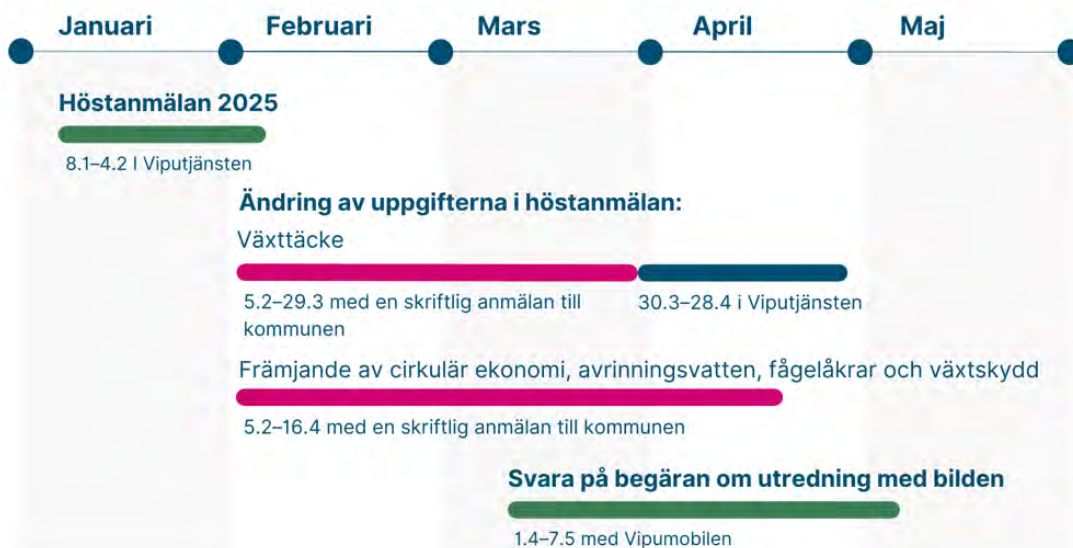 Januari Februari Mars April Maj
Höstanmälan 2025
8.1–4.2 I Viputjänsten
Ändring av uppgifterna i höstanmälan:
Växttäcke
5.2–29.3 med en skriftlig anmälan till
kommunen
30.3–28.4 i Viputjänsten
Främjande av cirkulär ekonomi, avrinningsvatten, fågelåkrar och växtskydd
5.2–16.4 med en skriftlig anmälan till kommunen
Svara på begäran om utredning med bilden
1.4–7.5 med Vipumobilen